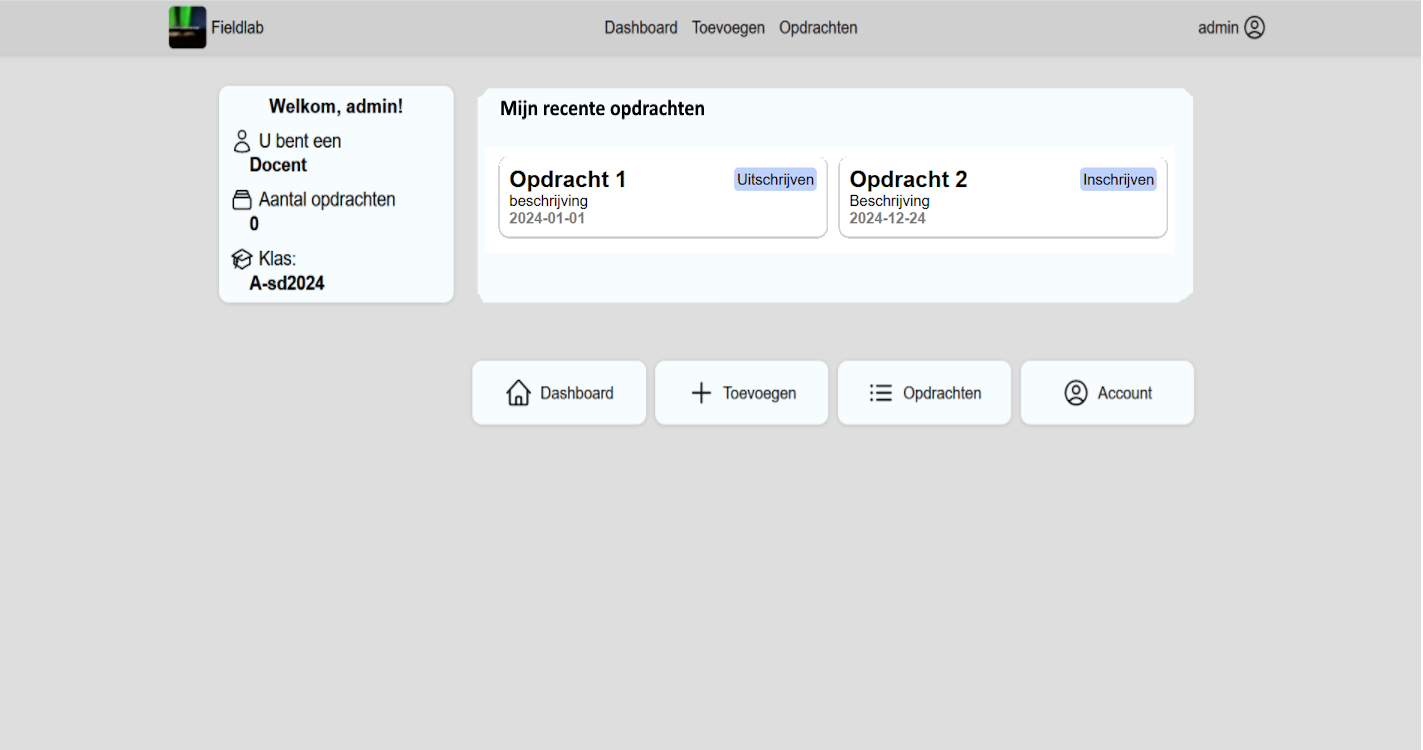 Fieldlab
Dashboard Toevoegen Opdrachten
admin
Welkom, admin!
U bent een
Docent
Aantal opdrachten
0
Klas:
A-sd2024
Mijn recente opdrachten
Opdracht 1 Uitschrijven
beschrijving
2024-01-01
Opdracht 2 Inschrijven
Beschrijving
2024-12-24
Dashboard
Toevoegen
Opdrachten
Account